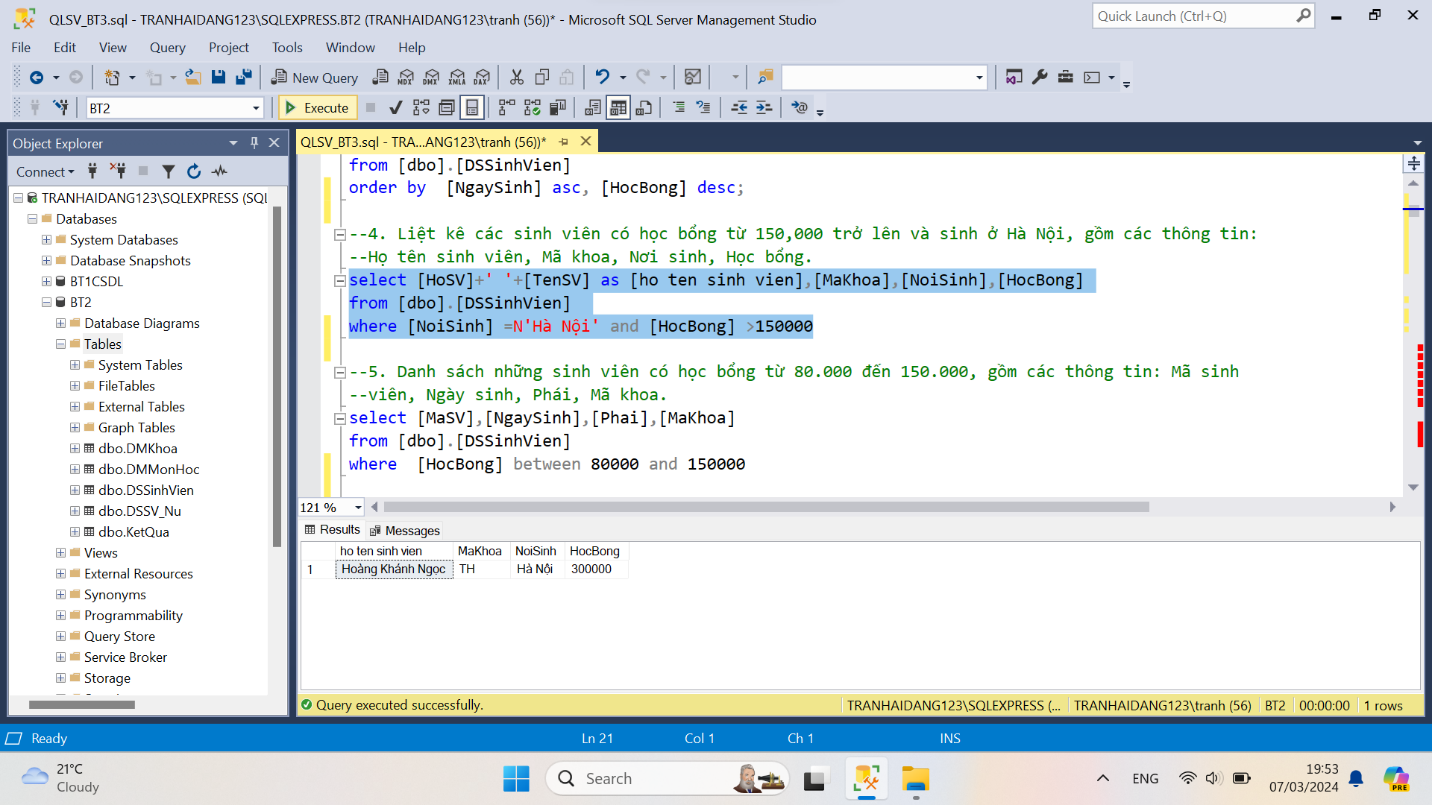 QLSV_BT3.sql - TRANHAIDANG123\SQLEXPRESS.BT2 (TRANHAIDANG123\tranh (56))* - Microsoft SQL Server Management Studio
Quick Launch (Ctrl+Q)
File Edit View Query Project Tools Window Help
New Query
MDX DMX XMLA DAX
BT2
Execute
Object Explorer
QLSV_BT3.sql - TRA...ANG123\tranh (56))*
Connect
TRANHAIDANG123\SQLEXPRESS (SQL
Databases
System Databases
Database Snapshots
BT1CSDL
BT2
Database Diagrams
Tables
System Tables
FileTables
External Tables
Graph Tables
dbo.DMKhoa
dbo.DMMonHoc
dbo.DSSinhVien
dbo.DSSV_Nu
dbo.KetQua
Views
External Resources
Synonyms
Programmability
Query Store
Service Broker
Storage
from [dbo].[DSSinhVien]
order by  [NgaySinh] asc, [HocBong] desc;
--4. Liệt kê các sinh viên có học bổng từ 150,000 trở lên và sinh ở Hà Nội, gồm các thông tin:
--Họ tên sinh viên, Mã khoa, Nơi sinh, Học bổng.
select [HoSV]+' '+[TenSV] as [ho ten sinh vien],[MaKhoa],[NoiSinh],[HocBong]
from [dbo].[DSSinhVien]
where [NoiSinh] =N'Hà Nội' and [HocBong] >150000
--5. Danh sách những sinh viên có học bổng từ 80.000 đến 150.000, gồm các thông tin: Mã sinh
--viên, Ngày sinh, Phái, Mã khoa.
select [MaSV],[NgaySinh],[Phai],[MaKhoa]
from [dbo].[DSSinhVien]
where  [HocBong] between 80000 and 150000
121 %
Results Messages
ho ten sinh vien MaKhoa NoiSinh HocBong
1 Hoàng Khánh Ngọc TH Hà Nội 300000
Query executed successfully.
TRANHAIDANG123\SQLEXPRESS (... TRANHAIDANG123\tranh (56) BT2 00:00:00 1 rows
Ready Ln 21 Col 1 Ch 1 INS
21°C
Cloudy
Search
ENG
19:53
07/03/2024
PRE